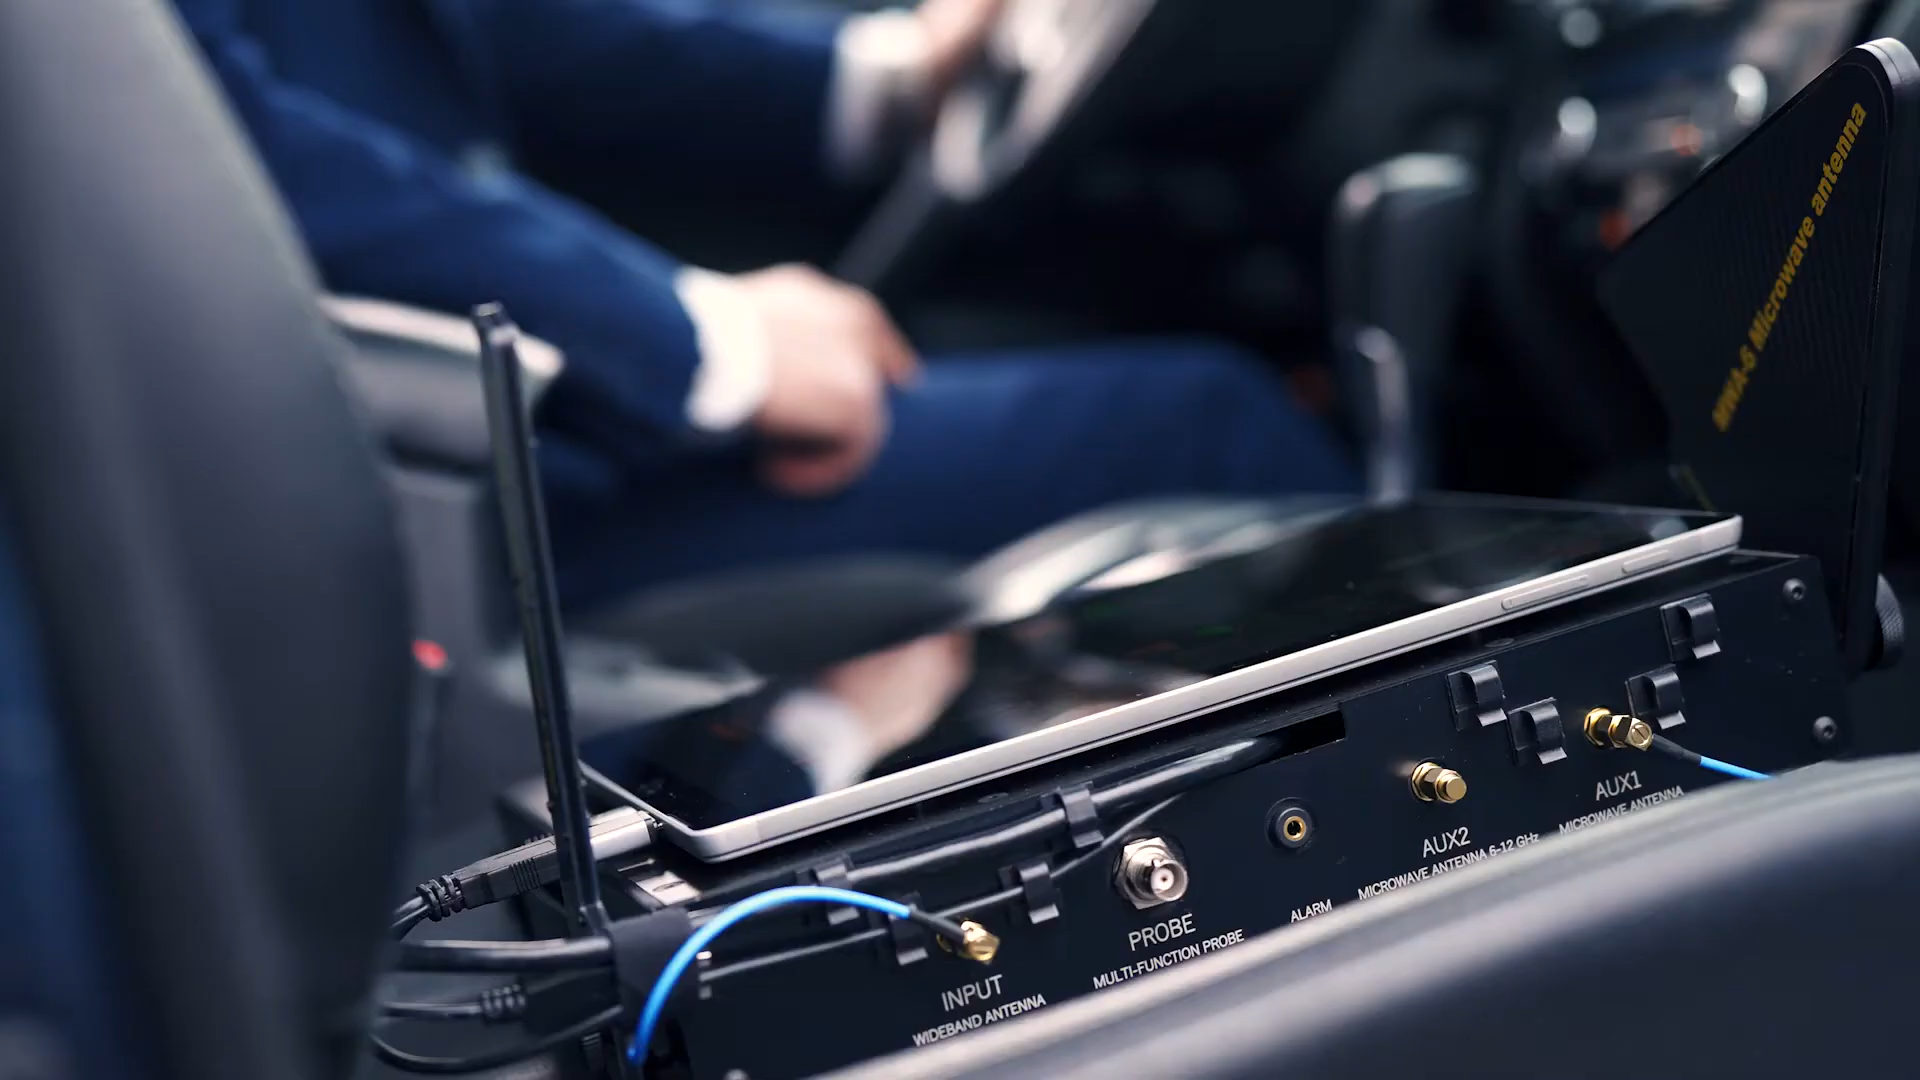 MWA-6 Microwave antenna
AUX1
MICROWAVE ANTENNA
AUX2
MICROWAVE ANTENNA 6-12 GHz
ALARM
PROBE
MULTI-FUNCTION PROBE
INPUT
WIDEBAND ANTENNA